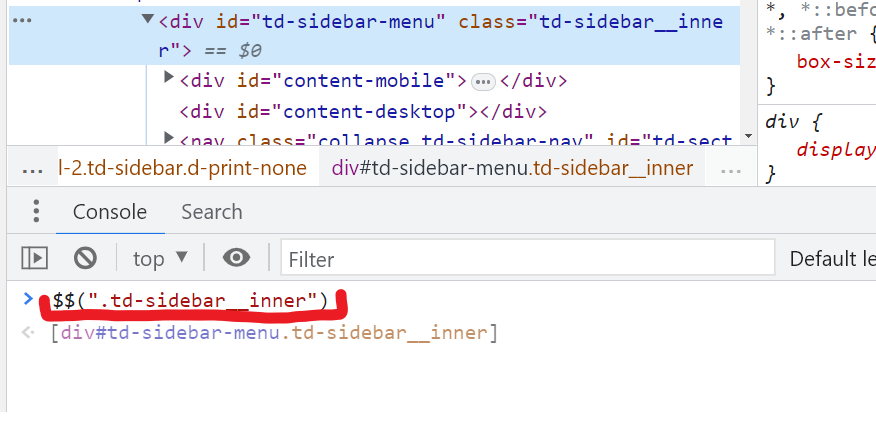 ... <div id="td-sidebar-menu" class="td-sidebar__inne
r"> == $0
<div id="content-mobile"> ... </div>
<div id="content-desktop"></div>
<nav class="collapse td-sidebar-nav" id="td-sect
... l-2.td-sidebar.d-print-none div#td-sidebar-menu.td-sidebar__inner ...
*, *::befo
*::after {
box-siz
}
div {
display
}
Console Search
top Filter Default le
> $$(".td-sidebar__inner")
[div#td-sidebar-menu.td-sidebar__inner]